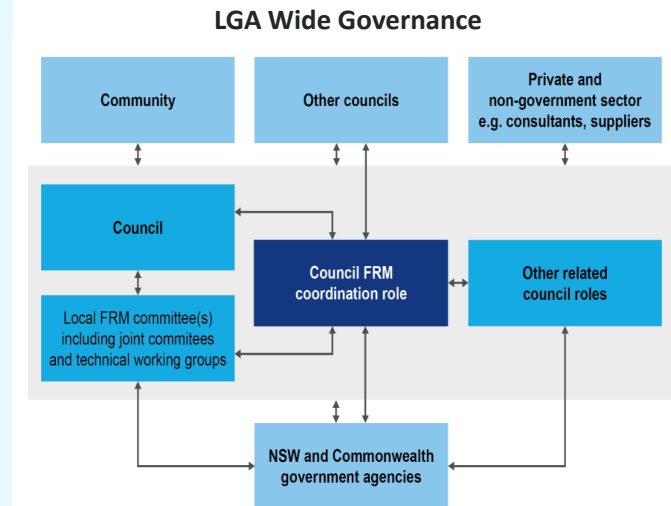 LGA Wide Governance
Community
Other councils
Private and
non-government sector
e.g. consultants, suppliers
Council
Council FRM
coordination role
Other related
council roles
Local FRM committee(s)
including joint commitees
and technical working groups
NSW and Commonwealth
government agencies